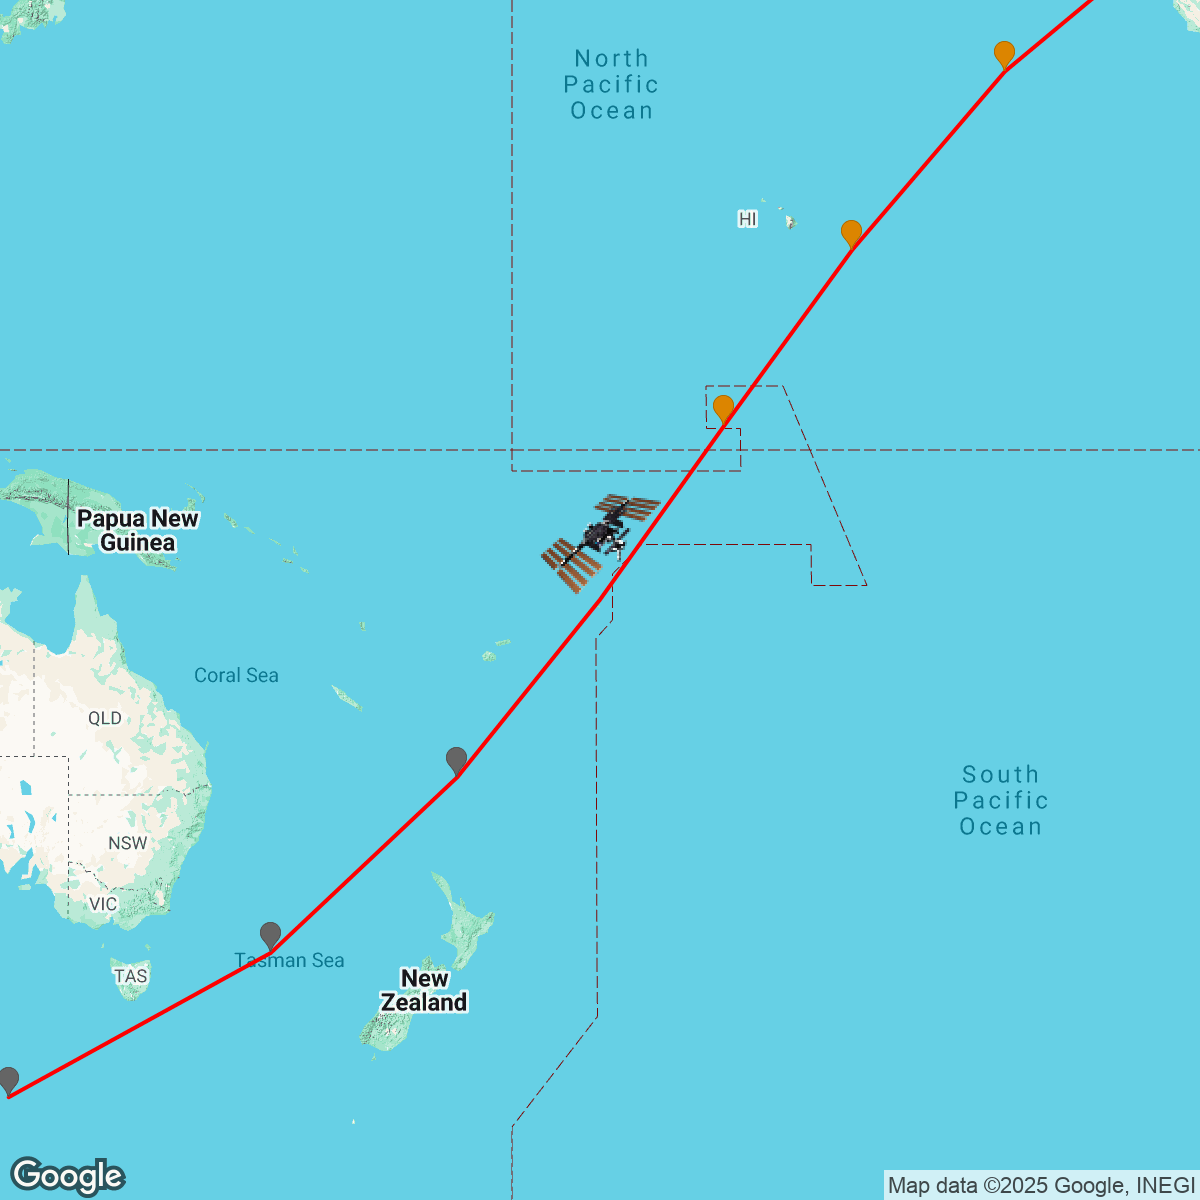 North
Pacific
Ocean
HI
Papua New
Guinea
Coral Sea
QLD
South
Pacific
Ocean
NSW
VIC
Tasman Sea
TAS
New
Zealand
Google
Map data ©2025 Google, INEGI